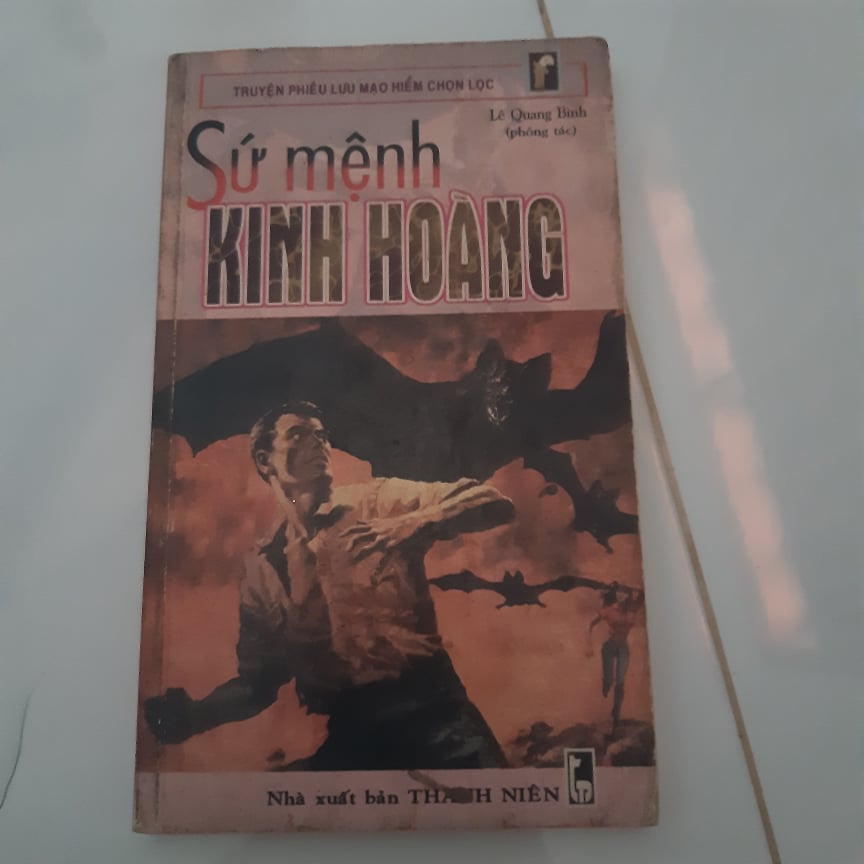 TRUYỆN PHIÊU LƯU MẠO HIỂM CHỌN LỌC
Lê Quang Bình
(phóng tác)
Sứ mệnh
KINH HOÀNG
Nhà xuất bản THANH NIÊN